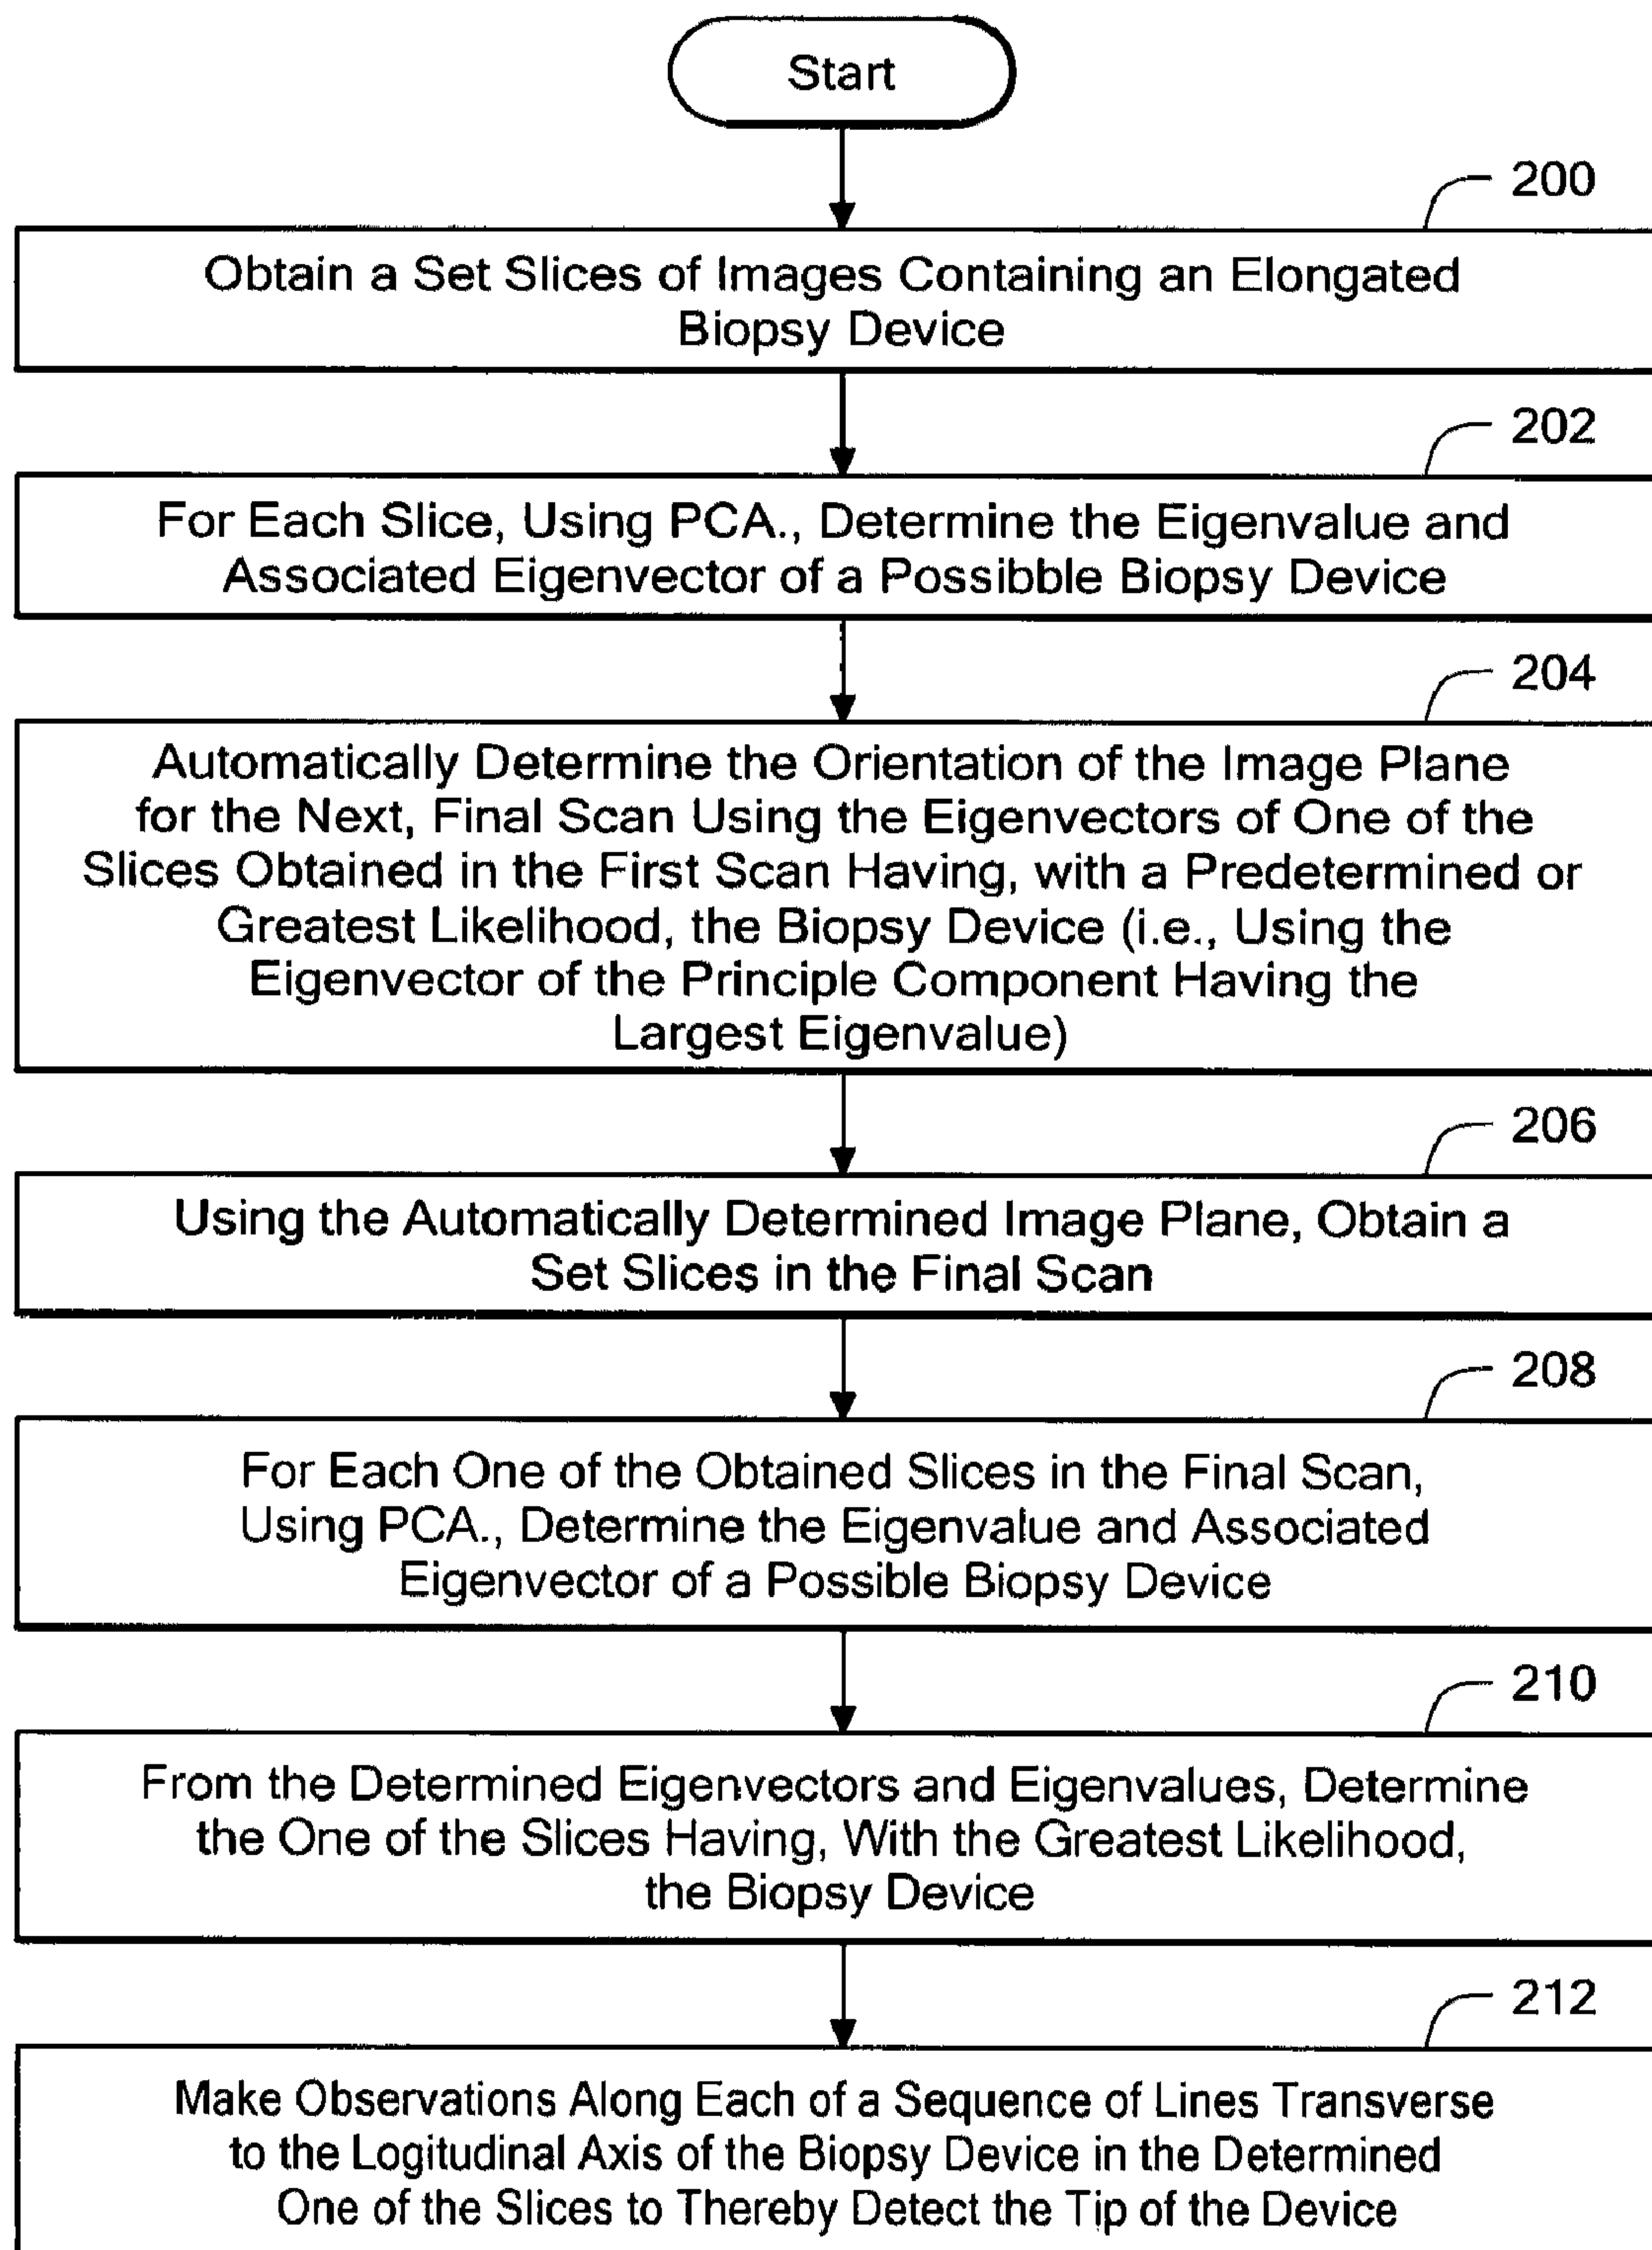 Start
200
Obtain a Set Slices of Images Containing an Elongated
Biopsy Device
202
For Each Slice, Using PCA., Determine the Eigenvalue and
Associated Eigenvector of a Possibble Biopsy Device
204
Automatically Determine the Orientation of the Image Plane
for the Next, Final Scan Using the Eigenvectors of One of the
Slices Obtained in the First Scan Having, with a Predetermined or
Greatest Likelihood, the Biopsy Device (i.e., Using the
Eigenvector of the Principle Component Having the
Largest Eigenvalue)
206
Using the Automatically Determined Image Plane, Obtain a
Set Slices in the Final Scan
208
For Each One of the Obtained Slices in the Final Scan,
Using PCA., Determine the Eigenvalue and Associated
Eigenvector of a Possible Biopsy Device
210
From the Determined Eigenvectors and Eigenvalues, Determine
the One of the Slices Having, With the Greatest Likelihood,
the Biopsy Device
212
Make Observations Along Each of a Sequence of Lines Transverse
to the Logitudinal Axis of the Biopsy Device in the Determined
One of the Slices to Thereby Detect the Tip of the Device